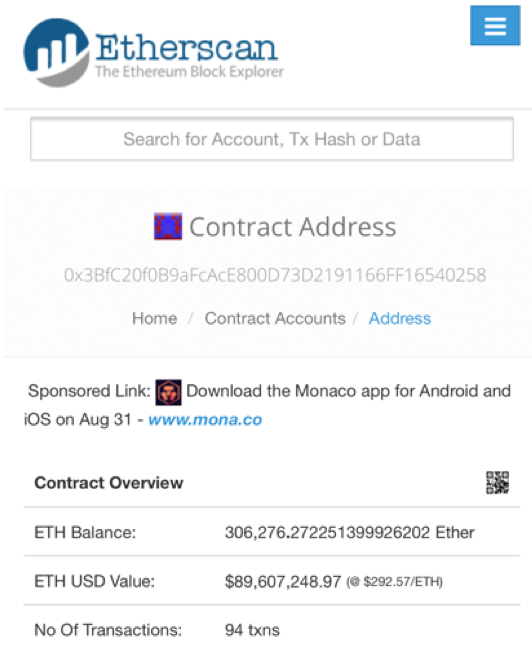 Etherscan
The Ethereum Block Explorer
Search for Account, Tx Hash or Data
Contract Address
0x3BfC20f0B9aFcAcE800D73D2191166FF16540258
Home / Contract Accounts / Address
Sponsored Link: Download the Monaco app for Android and
iOS on Aug 31 - www.mona.co
Contract Overview
ETH Balance: 306,276.272251399926202 Ether
ETH USD Value: $89,607,248.97 (@ $292.57/ETH)
No Of Transactions: 94 txns